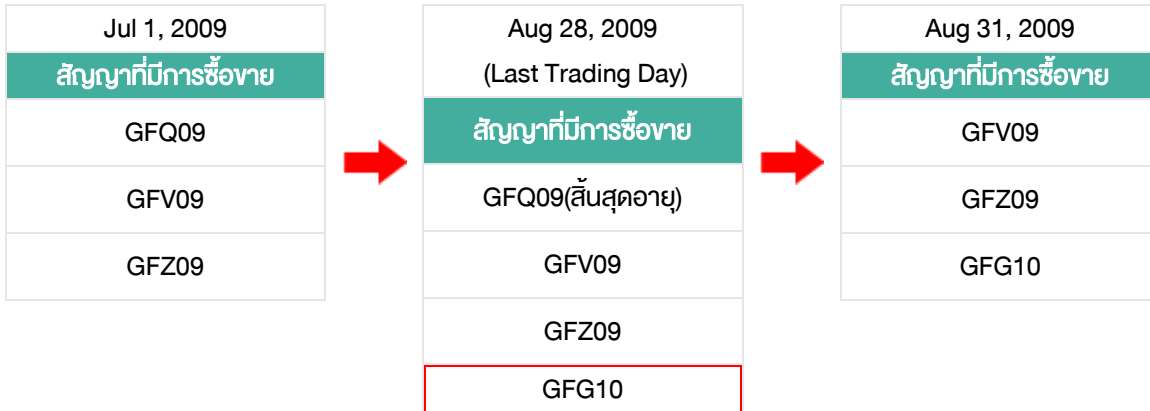 Jul 1, 2009
สัญญาที่มีการซื้อขาย
GFQ09
GFV09
GFZ09
Aug 28, 2009
(Last Trading Day)
สัญญาที่มีการซื้อขาย
GFQ09(สิ้นสุดอายุ)
GFV09
GFZ09
GFG10
Aug 31, 2009
สัญญาที่มีการซื้อขาย
GFV09
GFZ09
GFG10